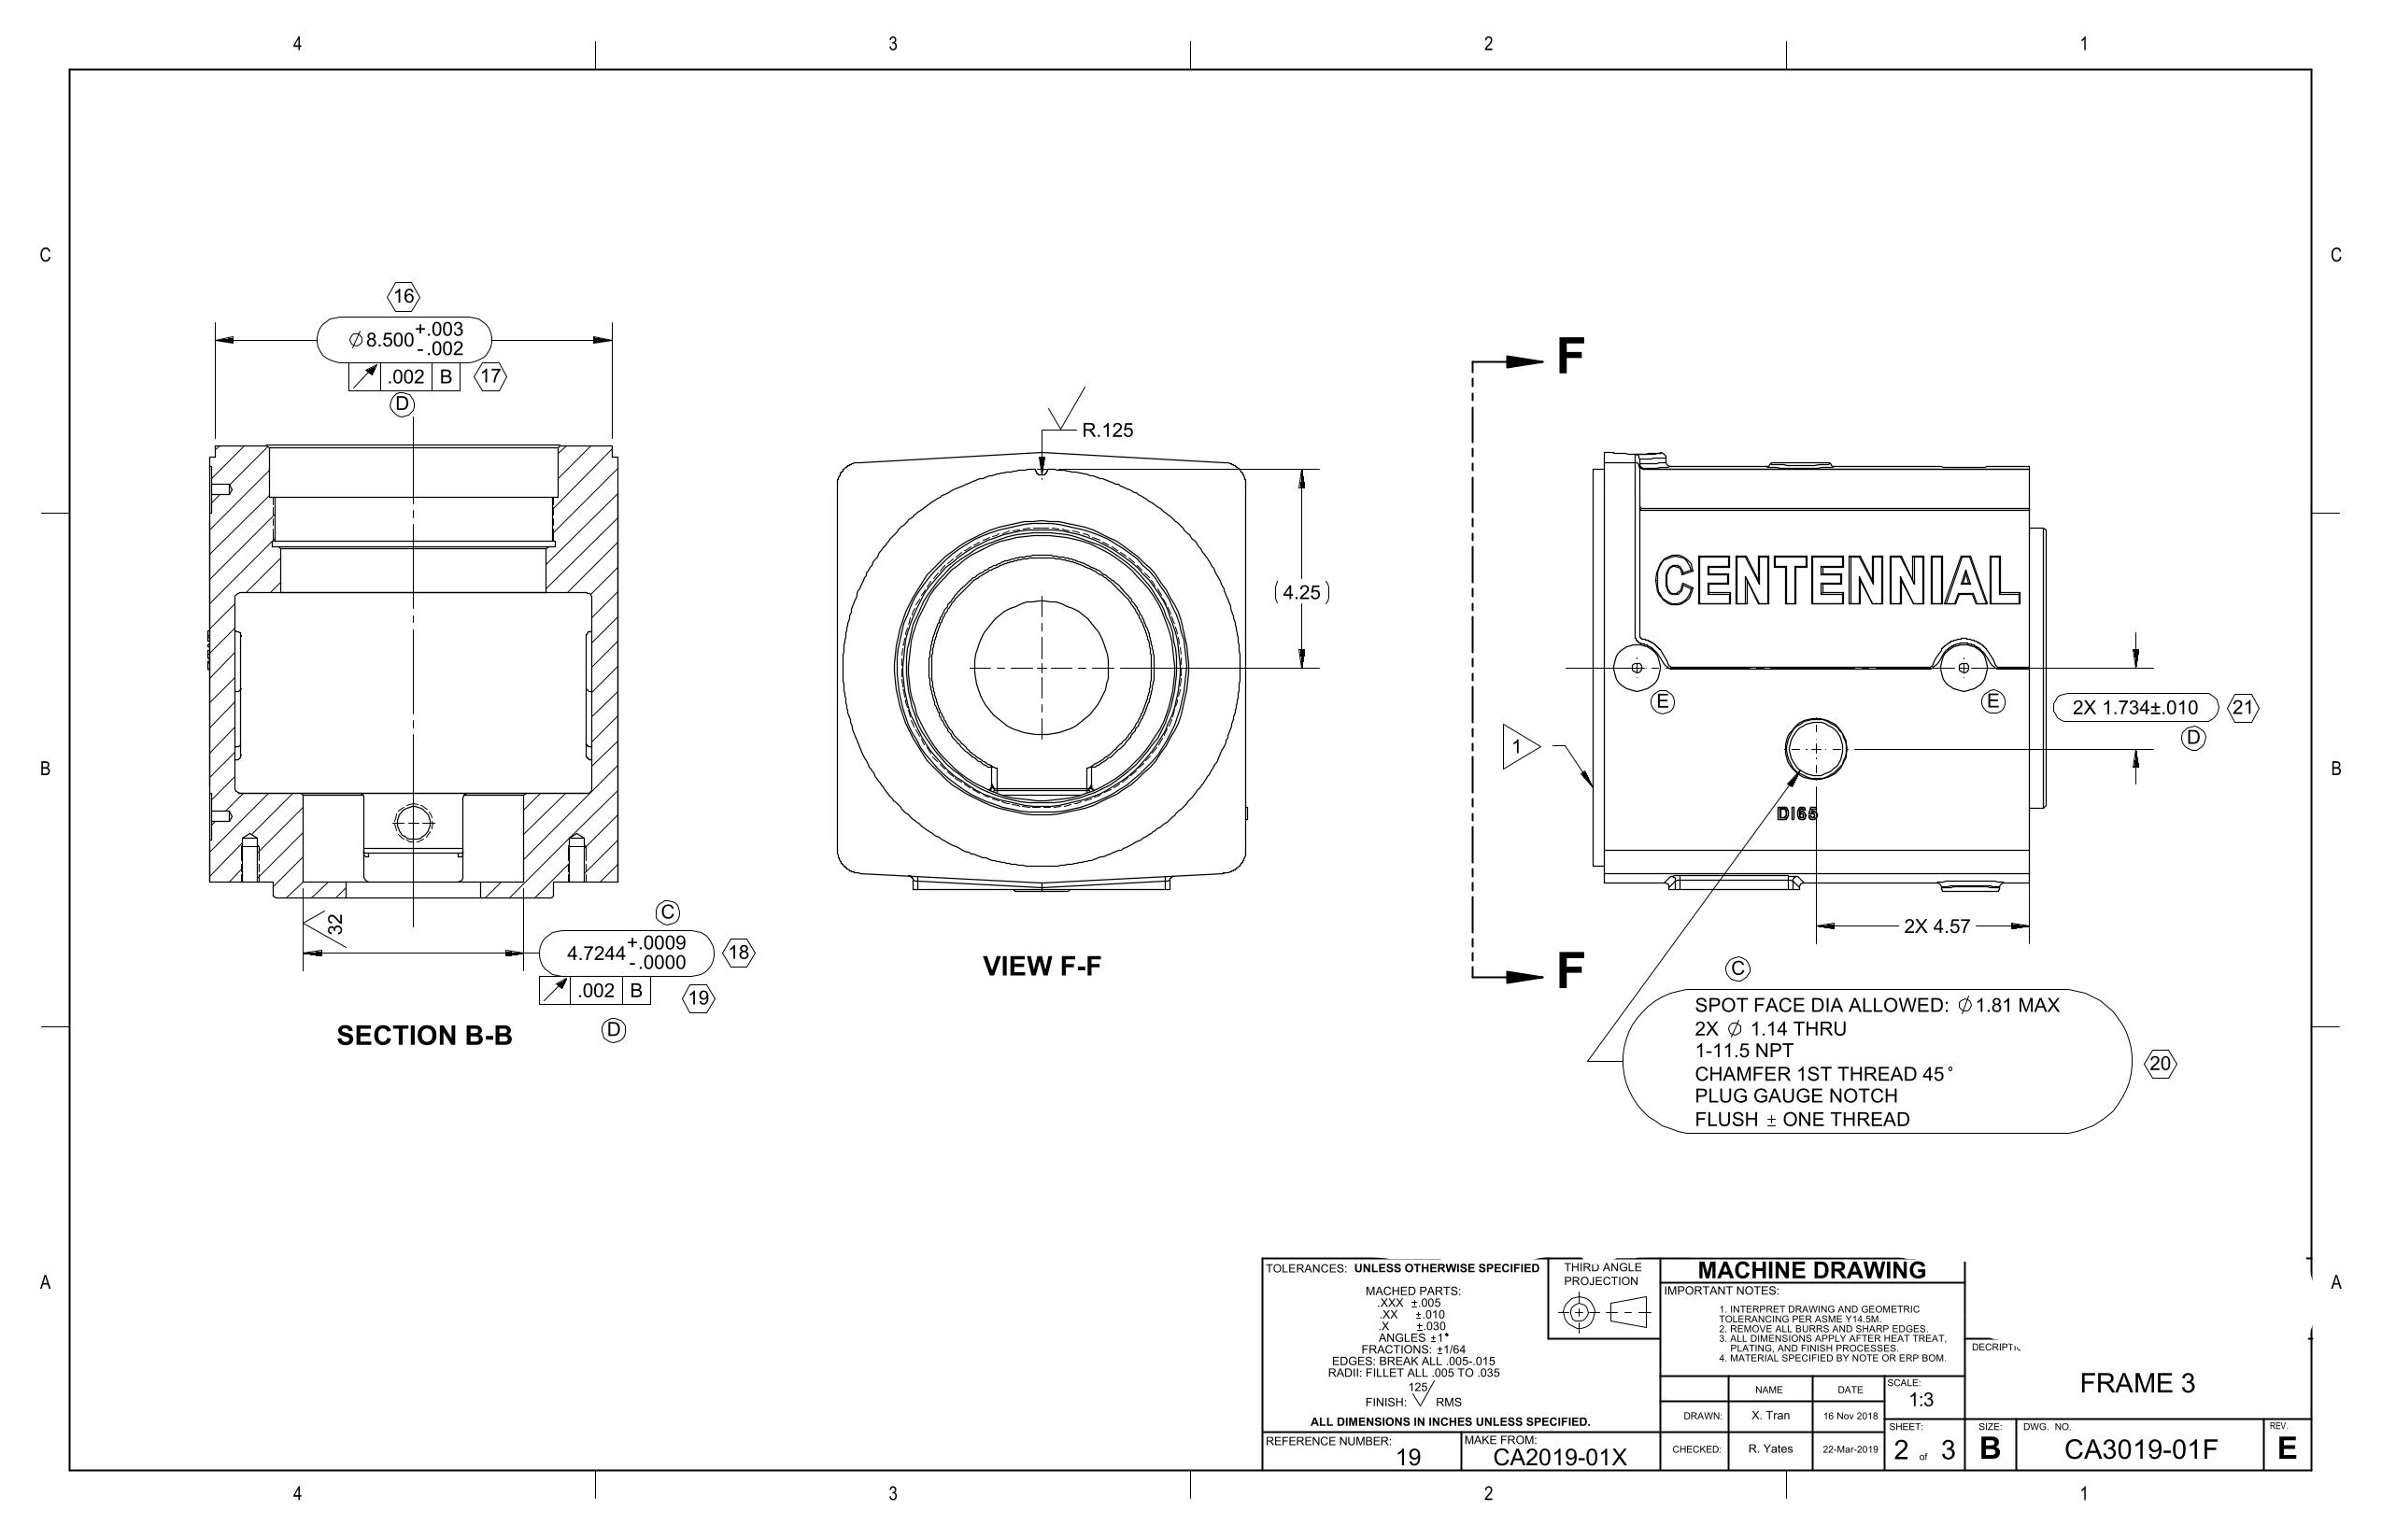 4 3 2 1
C C
B B
A A
16
⌀8.500 +.003 -.002
.002 B 17
D
R.125
(4.25)
F
F
CENTENNIAL
E E
2X 1.734±.010 21
D
1
DI65
2X 4.57
C
32
4.7244 +.0009 -.0000 18
.002 B 19
D
SECTION B-B
VIEW F-F
C
SPOT FACE DIA ALLOWED: ⌀1.81 MAX
2X ⌀ 1.14 THRU
1-11.5 NPT
CHAMFER 1ST THREAD 45°
PLUG GAUGE NOTCH
FLUSH ± ONE THREAD
20
TOLERANCES: UNLESS OTHERWISE SPECIFIED
MACHED PARTS:
.XXX ±.005
.XX ±.010
.X ±.030
ANGLES ±1°
FRACTIONS: ±1/64
EDGES: BREAK ALL .005-.015
RADII: FILLET ALL .005 TO .035
125
FINISH: √ RMS
ALL DIMENSIONS IN INCHES UNLESS SPECIFIED.
REFERENCE NUMBER:
19
MAKE FROM:
CA2019-01X
THIRD ANGLE
PROJECTION
MACHINE DRAWING
IMPORTANT NOTES:
1. INTERPRET DRAWING AND GEOMETRIC
TOLERANCING PER ASME Y14.5M.
2. REMOVE ALL BURRS AND SHARP EDGES.
3. ALL DIMENSIONS APPLY AFTER HEAT TREAT,
PLATING, AND FINISH PROCESSES.
4. MATERIAL SPECIFIED BY NOTE OR ERP BOM.
NAME DATE
DRAWN: X. Tran 16 Nov 2018
CHECKED: R. Yates 22-Mar-2019
SCALE:
1:3
SHEET:
2 of 3
FRAME 3
SIZE:
B
DWG. NO.
CA3019-01F
REV.
E
4 3 2 1